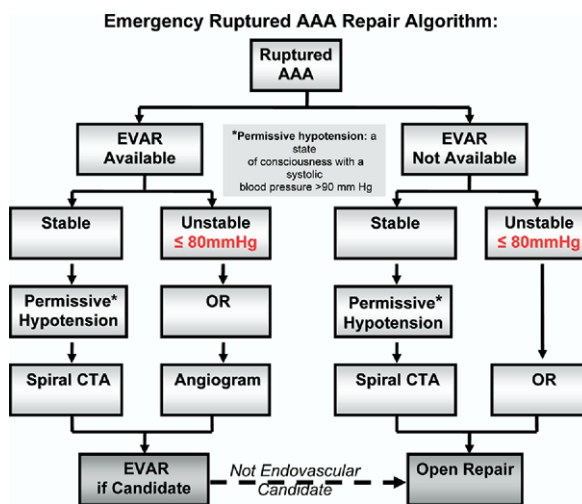 Emergency Ruptured AAA Repair Algorithm:
Ruptured
AAA
EVAR
Available
*Permissive hypotension: a
state
of consciousness with a
systolic
blood pressure >90 mm Hg
EVAR
Not Available
Stable
Unstable
≤ 80mmHg
Stable
Unstable
≤ 80mmHg
Permissive*
Hypotension
OR
Permissive*
Hypotension
Spiral CTA
Angiogram
Spiral CTA
OR
EVAR
if Candidate
Not Endovascular
Candidate
Open Repair